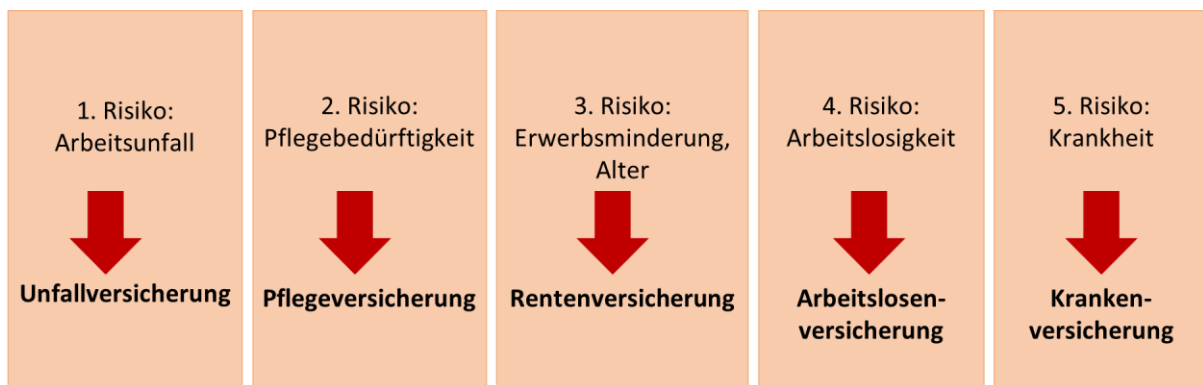 1. Risiko:
Arbeitsunfall
Unfallversicherung
2. Risiko:
Pflegebedürftigkeit
Pflegeversicherung
3. Risiko:
Erwerbsminderung,
Alter
Rentenversicherung
4. Risiko:
Arbeitslosigkeit
Arbeitslosen-
versicherung
5. Risiko:
Krankheit
Kranken-
versicherung